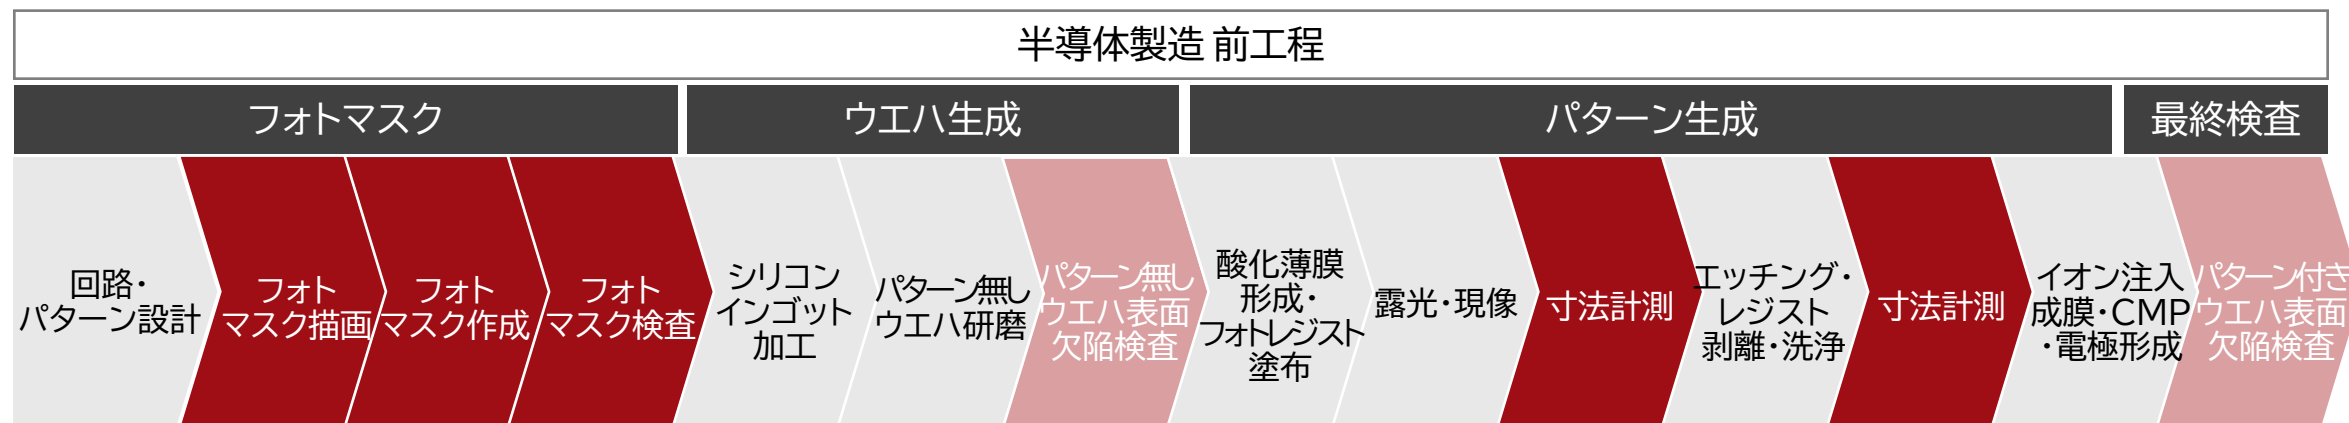 半導体製造 前工程
フォトマスク
ウエハ生成
パターン生成
最終検査
回路・
パターン設計
フォト
マスク描画
フォト
マスク作成
フォト
マスク検査
シリコン
インゴット
加工
パターン無し
ウエハ研磨
パターン無し
ウエハ表面
欠陥検査
酸化薄膜
形成・
フォトレジスト
塗布
露光・現像
寸法計測
エッチング・
レジスト
剥離・洗浄
寸法計測
イオン注入
成膜・CMP
・電極形成
パターン付き
ウエハ表面
欠陥検査